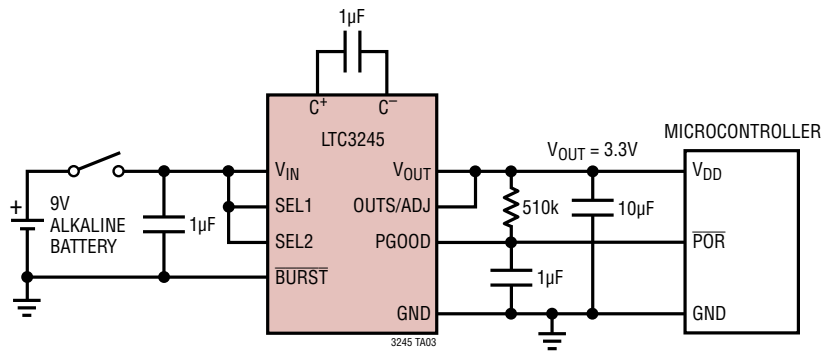 1μF
C+ C–
LTC3245
MICROCONTROLLER
VOUT = 3.3V
VIN
VOUT
VDD
+
9V
ALKALINE
BATTERY
1μF
SEL1
OUTS/ADJ
510k
10μF
SEL2
PGOOD
POR
BURST
1μF
GND
GND
3245 TA03